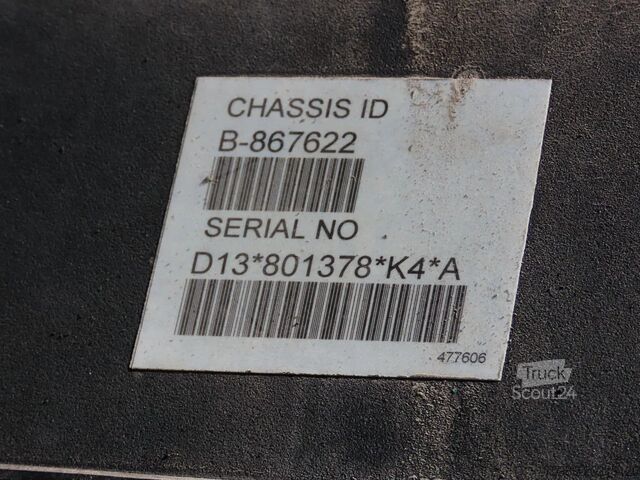 CHASSIS ID
B-867622
SERIAL NO
D13*801378*K4*A
477606
Truck
Scout24